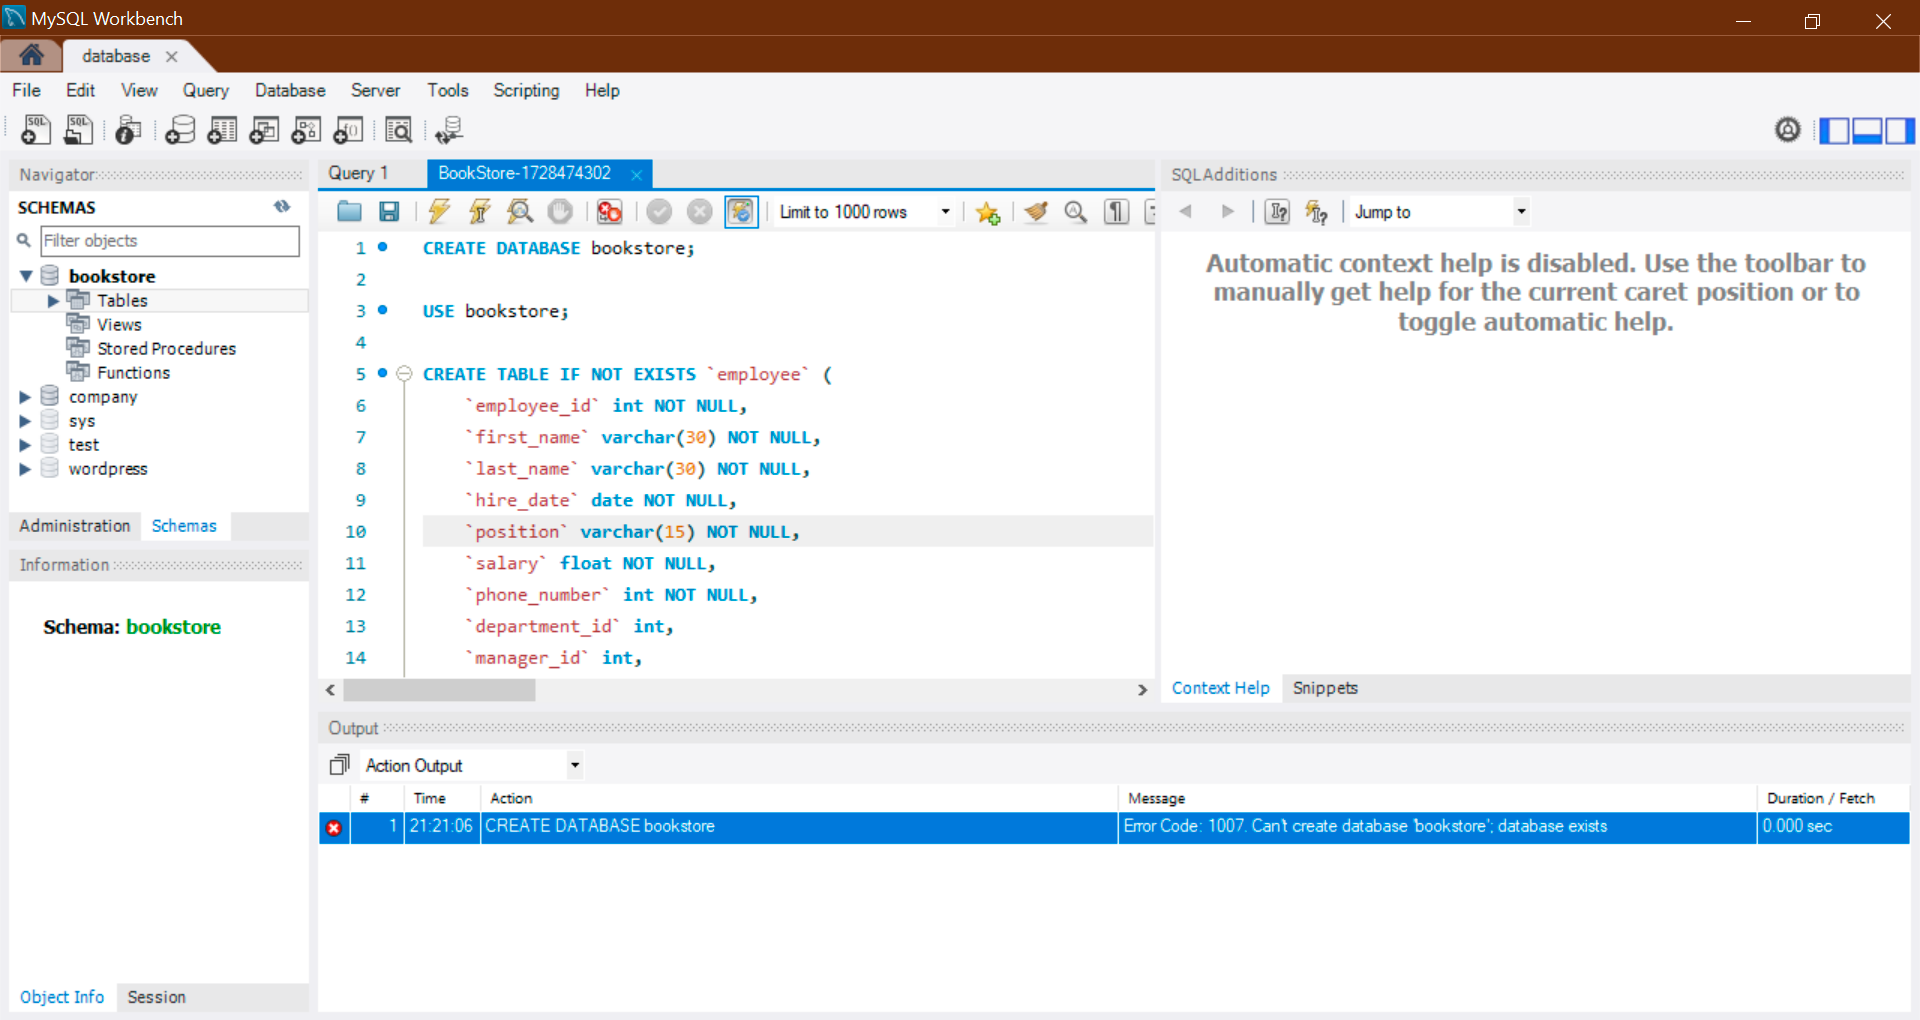 MySQL Workbench
database
File Edit View Query Database Server Tools Scripting Help
Navigator
SCHEMAS
Filter objects
bookstore
Tables
Views
Stored Procedures
Functions
company
sys
test
wordpress
Administration Schemas
Information
Schema: bookstore
Object Info Session
Query 1 BookStore-1728474302
Limit to 1000 rows
1 CREATE DATABASE bookstore;
2
3 USE bookstore;
4
5 CREATE TABLE IF NOT EXISTS `employee` (
6 `employee_id` int NOT NULL,
7 `first_name` varchar(30) NOT NULL,
8 `last_name` varchar(30) NOT NULL,
9 `hire_date` date NOT NULL,
10 `position` varchar(15) NOT NULL,
11 `salary` float NOT NULL,
12 `phone_number` int NOT NULL,
13 `department_id` int,
14 `manager_id` int,
SQLAdditions
Jump to
Automatic context help is disabled. Use the toolbar to
manually get help for the current caret position or to
toggle automatic help.
Context Help Snippets
Output
Action Output
# Time Action Message Duration / Fetch
1 21:21:06 CREATE DATABASE bookstore Error Code: 1007. Can't create database 'bookstore'; database exists 0.000 sec